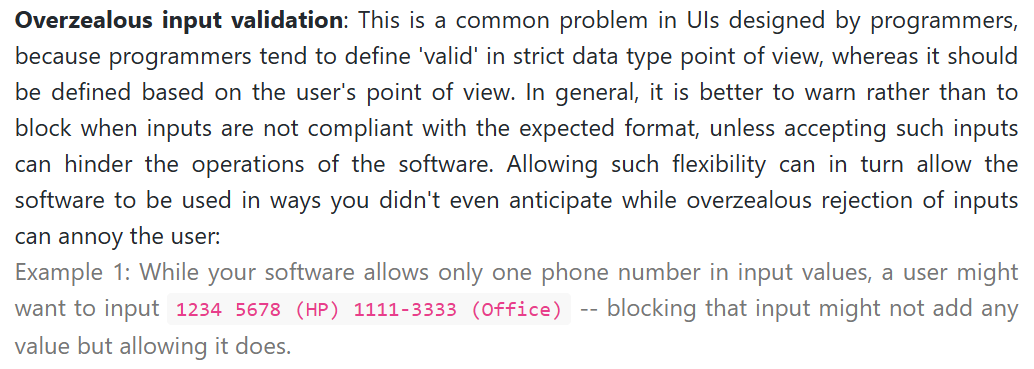 Overzealous input validation: This is a common problem in UIs designed by programmers,
because programmers tend to define 'valid' in strict data type point of view, whereas it should
be defined based on the user's point of view. In general, it is better to warn rather than to
block when inputs are not compliant with the expected format, unless accepting such inputs
can hinder the operations of the software. Allowing such flexibility can in turn allow the
software to be used in ways you didn't even anticipate while overzealous rejection of inputs
can annoy the user:
Example 1: While your software allows only one phone number in input values, a user might
want to input 1234 5678 (HP) 1111-3333 (Office) -- blocking that input might not add any
value but allowing it does.